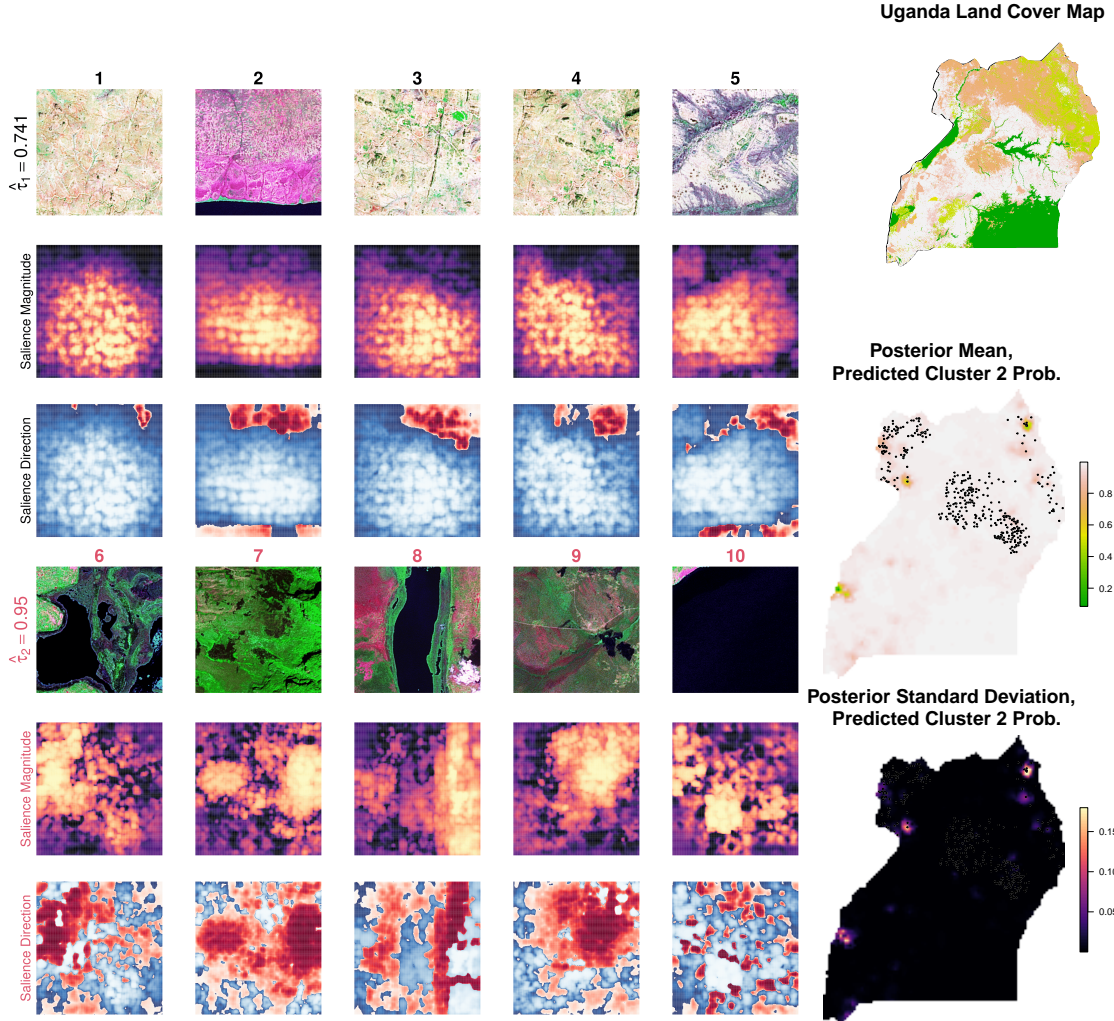 Uganda Land Cover Map
1 2 3 4 5
τ̂₁ = 0.741
Salience Magnitude
Salience Direction
6 7 8 9 10
τ̂₂ = 0.95
Salience Magnitude
Salience Direction
Posterior Mean,
Predicted Cluster 2 Prob.
0.8
0.6
0.4
0.2
Posterior Standard Deviation,
Predicted Cluster 2 Prob.
0.15
0.10
0.05